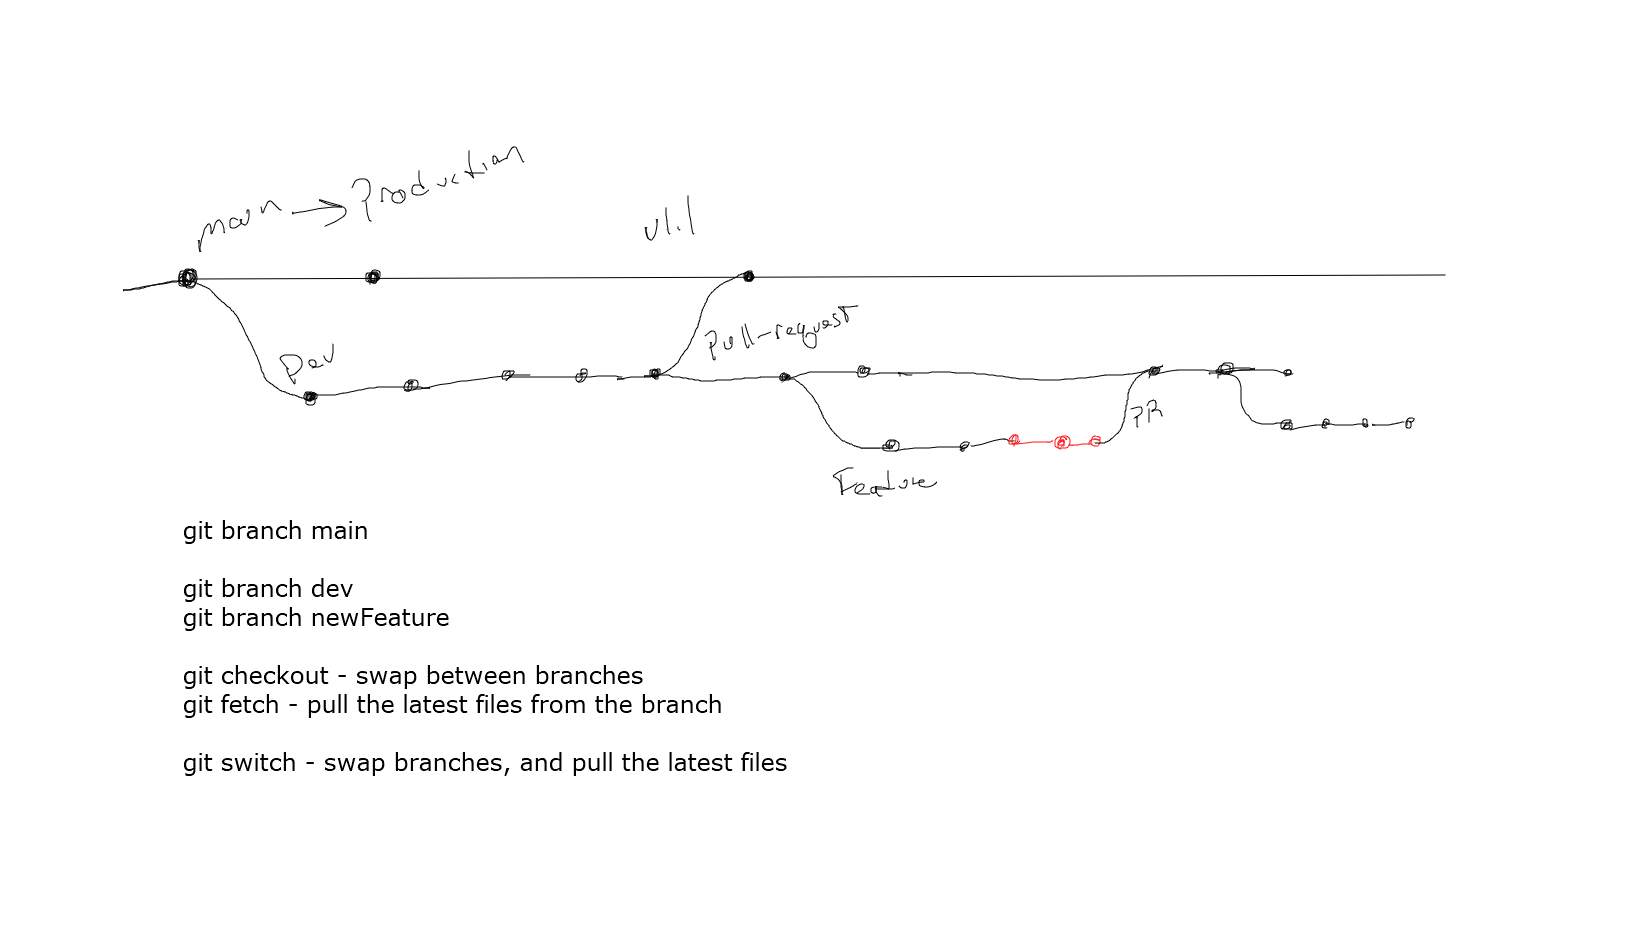 main → Production
v1.1
Dev
Pull-request
PR
Feature
git branch main
git branch dev
git branch newFeature
git checkout - swap between branches
git fetch - pull the latest files from the branch
git switch - swap branches, and pull the latest files